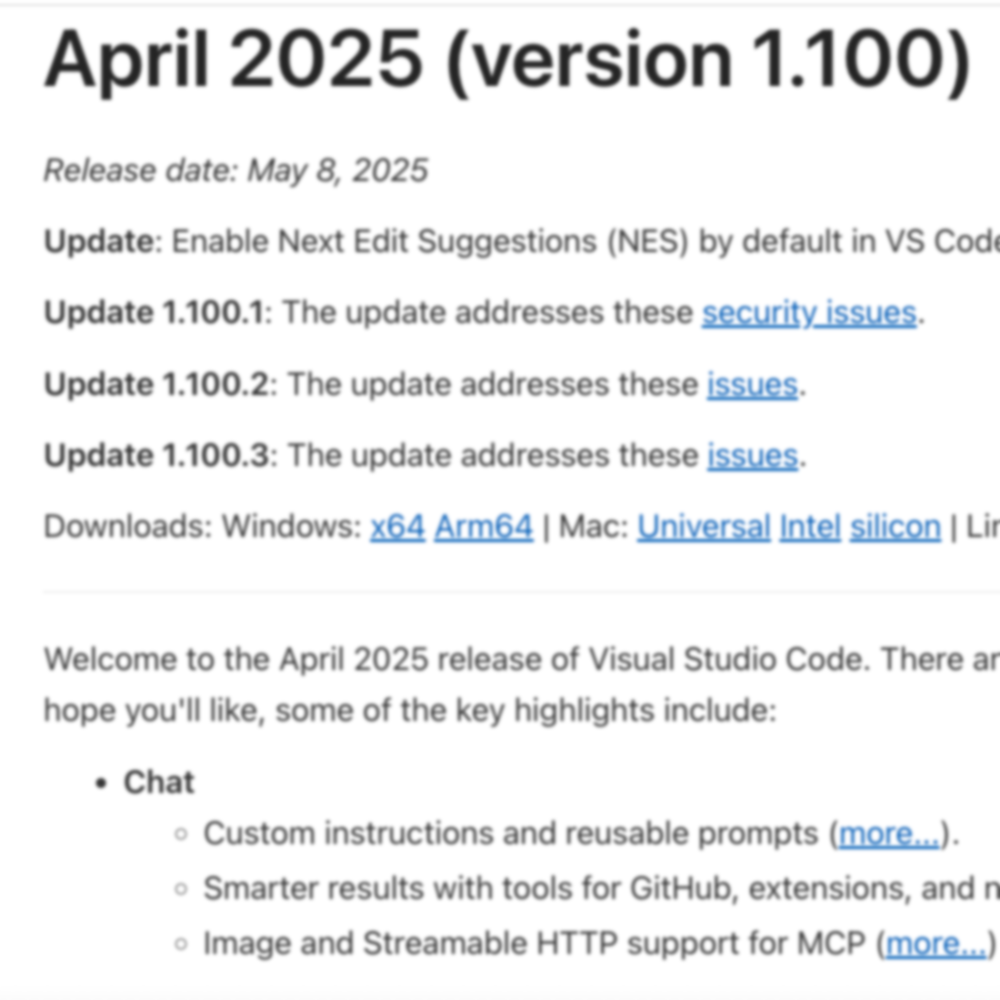 April 2025 (version 1.100)
Release date: May 8, 2025
Update: Enable Next Edit Suggestions (NES) by default in VS Code
Update 1.100.1: The update addresses these security issues.
Update 1.100.2: The update addresses these issues.
Update 1.100.3: The update addresses these issues.
Downloads: Windows: x64 Arm64 | Mac: Universal Intel silicon |
Welcome to the April 2025 release of Visual Studio Code. There
hope you'll like, some of the key highlights include:
• Chat
○ Custom instructions and reusable prompts (more...).
○ Smarter results with tools for GitHub, extensions, and
○ Image and Streamable HTTP support for MCP (more...)